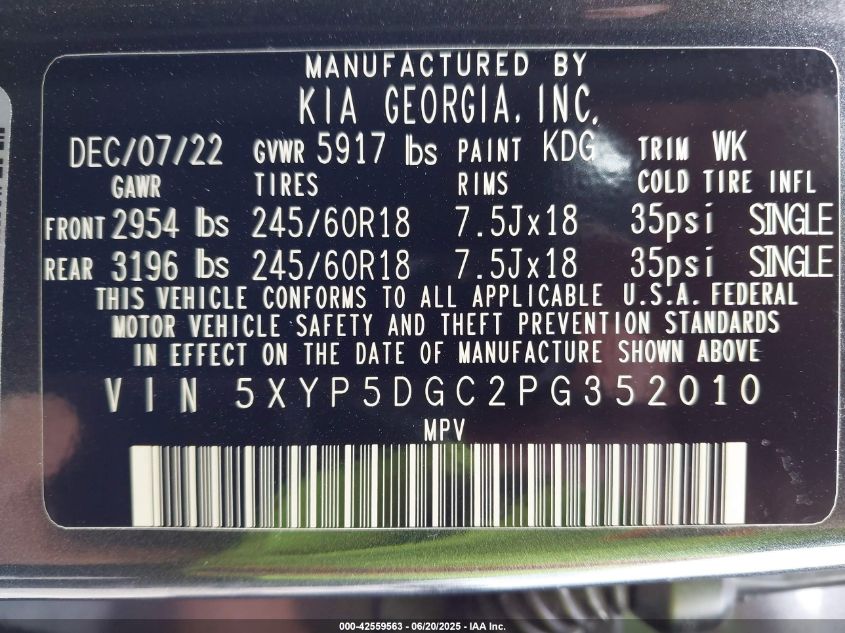 MANUFACTURED BY
KIA GEORGIA, INC.
DEC/07/22 GVWR 5917 lbs PAINT KDG TRIM WK
GAWR TIRES RIMS COLD TIRE INFL
FRONT 2954 lbs 245/60R18 7.5Jx18 35psi SINGLE
REAR 3196 lbs 245/60R18 7.5Jx18 35psi SINGLE
THIS VEHICLE CONFORMS TO ALL APPLICABLE U.S.A. FEDERAL
MOTOR VEHICLE SAFETY AND THEFT PREVENTION STANDARDS
IN EFFECT ON THE DATE OF MANUFACTURE SHOWN ABOVE
VIN 5XYP5DGC2PG352010
MPV
000-42559563 - 06/20/2025 - IAA Inc.